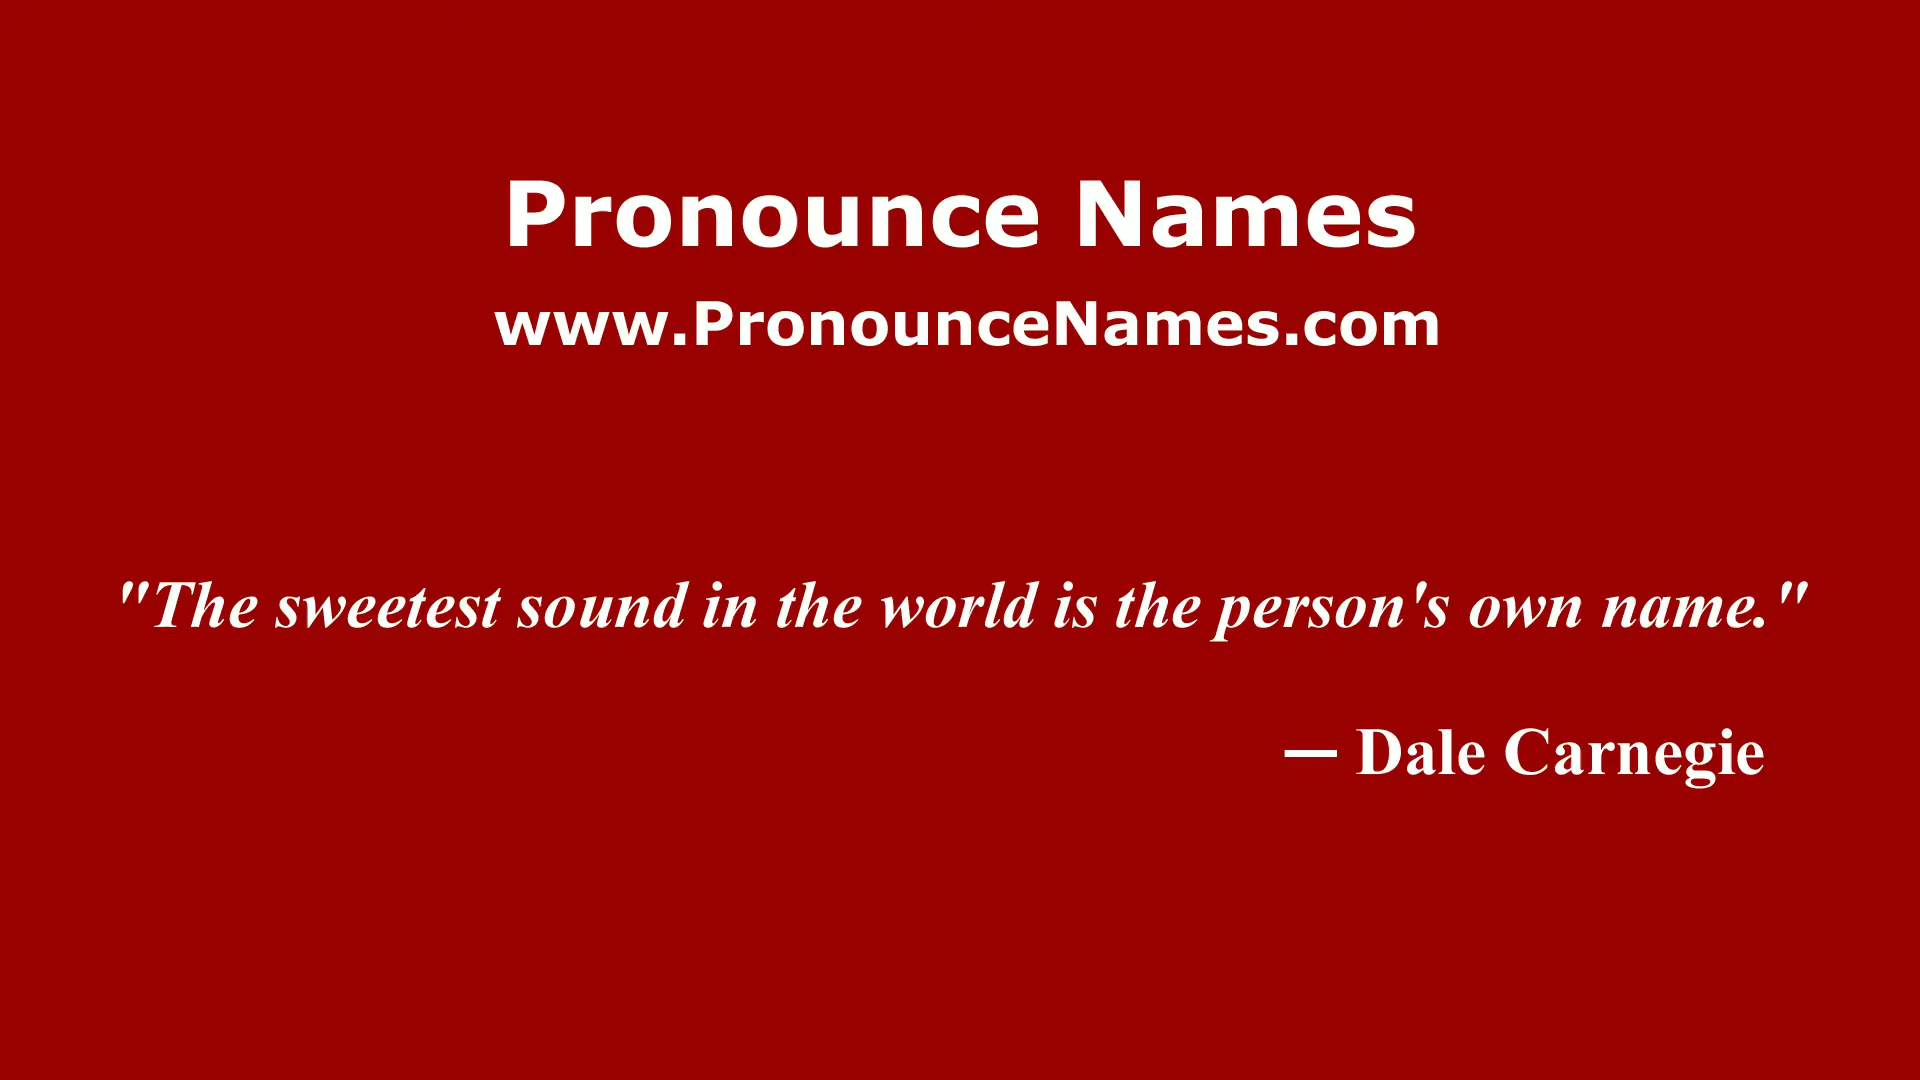 Pronounce Names
www.PronounceNames.com
"The sweetest sound in the world is the person's own name."
— Dale Carnegie